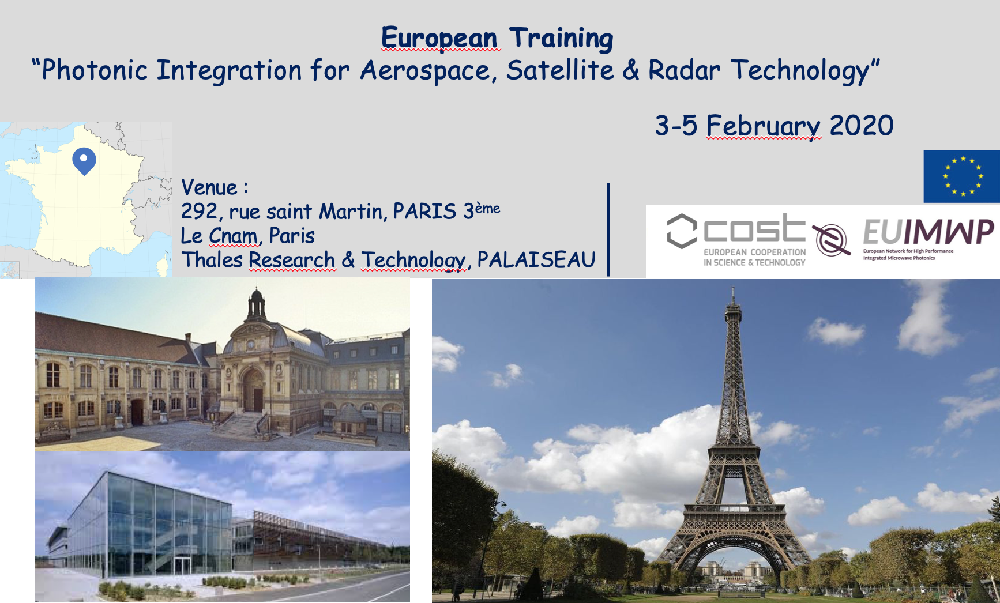 European Training
“Photonic Integration for Aerospace, Satellite & Radar Technology”
3-5 February 2020
Venue :
292, rue saint Martin, PARIS 3ème
Le Cnam, Paris
Thales Research & Technology, PALAISEAU
cost
EUROPEAN COOPERATION
IN SCIENCE & TECHNOLOGY
EUIMWP
European Network for High Performance
Integrated Microwave Photonics